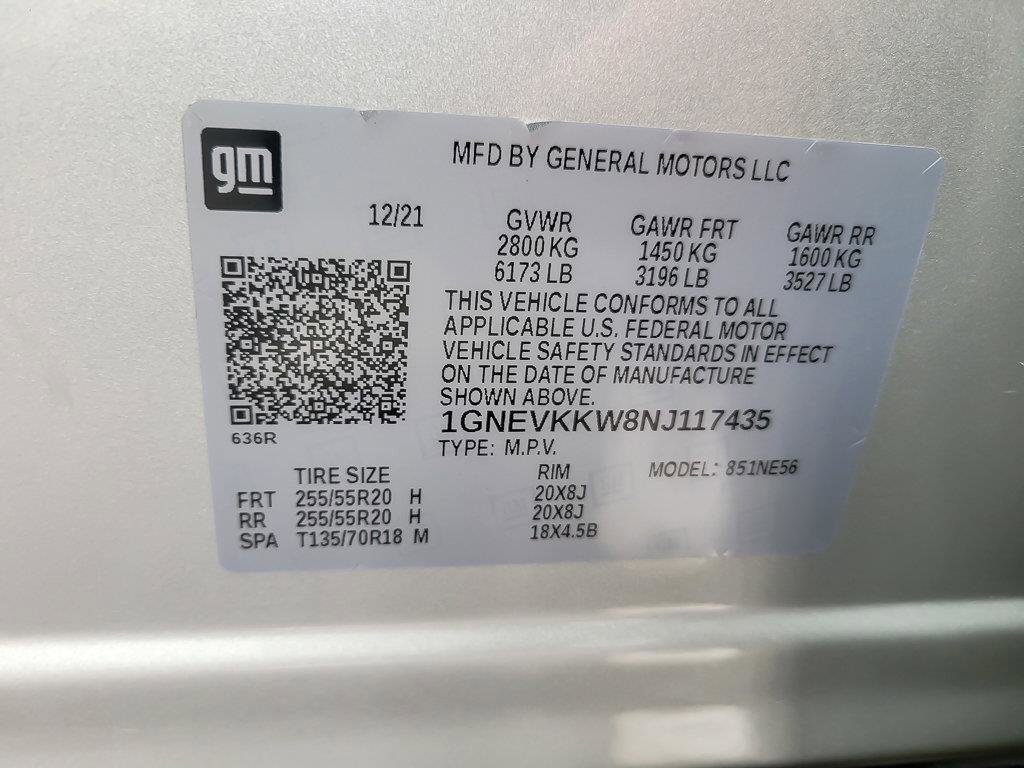 gm
MFD BY GENERAL MOTORS LLC
12/21 GVWR GAWR FRT GAWR RR
2800 KG 1450 KG 1600 KG
6173 LB 3196 LB 3527 LB
THIS VEHICLE CONFORMS TO ALL
APPLICABLE U.S. FEDERAL MOTOR
VEHICLE SAFETY STANDARDS IN EFFECT
ON THE DATE OF MANUFACTURE
SHOWN ABOVE.
1GNEVKKW8NJ117435
636R
TYPE: M.P.V.
TIRE SIZE RIM MODEL: 851NE56
FRT 255/55R20 H 20X8J
RR 255/55R20 H 20X8J
SPA T135/70R18 M 18X4.5B